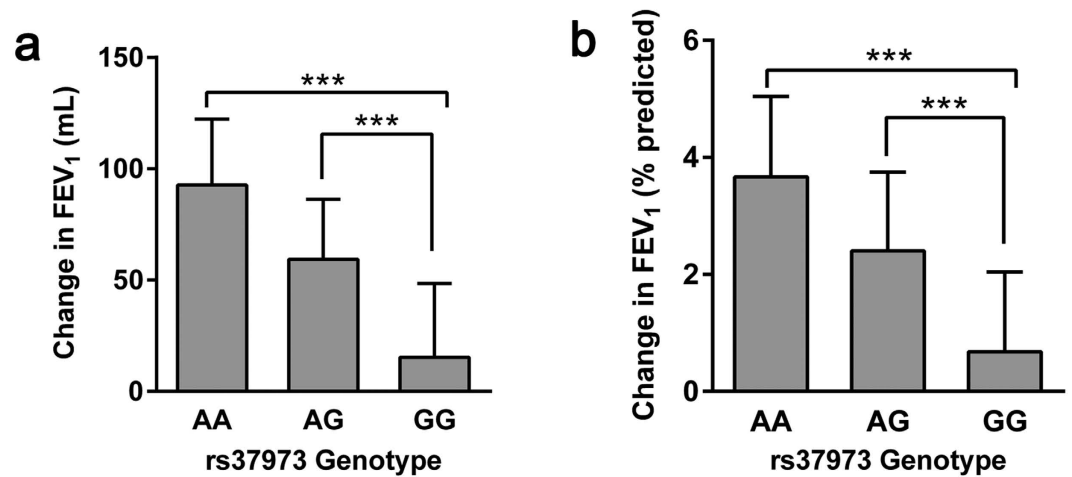 a
Change in FEV1 (mL)
150
100
50
0
***
***
AA AG GG
rs37973 Genotype
b
Change in FEV1 (% predicted)
6
4
2
0
***
***
AA AG GG
rs37973 Genotype